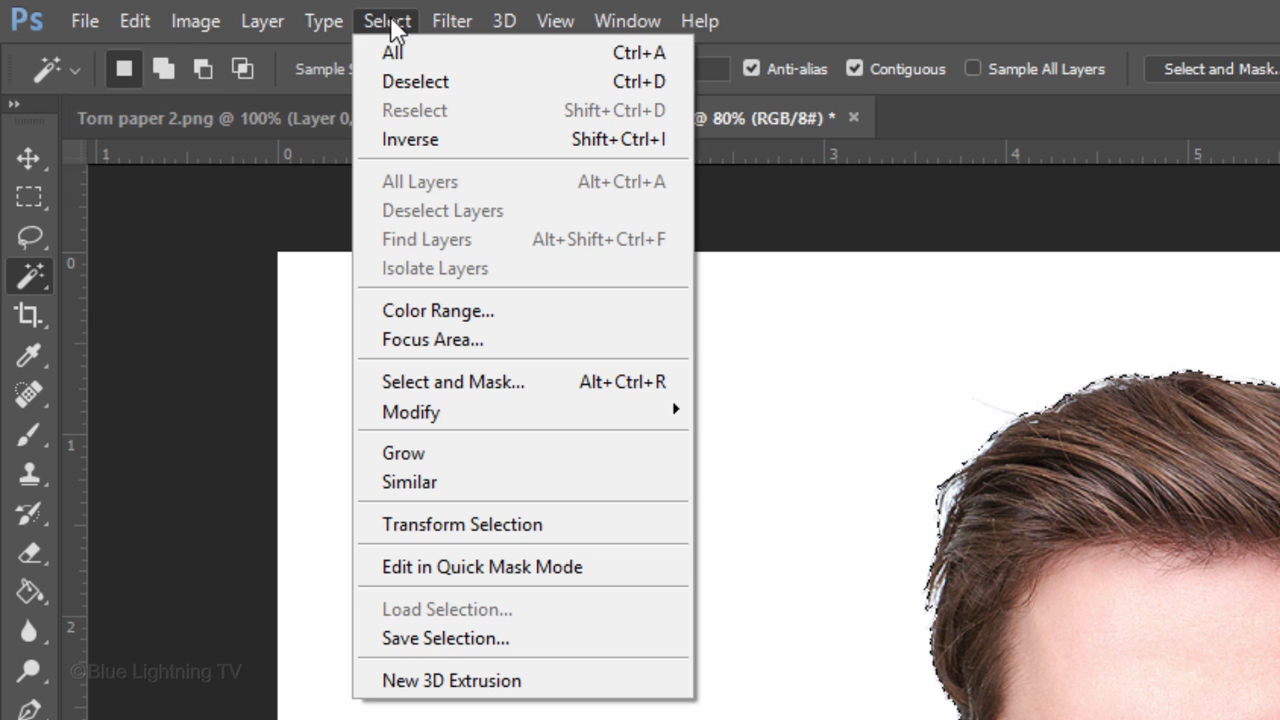 Ps File Edit Image Layer Type Select Filter 3D View Window Help
Sample S Anti-alias Contiguous Sample All Layers Select and Mask.
Torn paper 2.png @ 100% (Layer 0, @ 80% (RGB/8#) * ×
1 0 3 4 5
All Ctrl+A
Deselect Ctrl+D
Reselect Shift+Ctrl+D
Inverse Shift+Ctrl+I
All Layers Alt+Ctrl+A
Deselect Layers
Find Layers Alt+Shift+Ctrl+F
Isolate Layers
0
Color Range...
Focus Area...
Select and Mask... Alt+Ctrl+R
Modify
1
Grow
Similar
Transform Selection
Edit in Quick Mask Mode
Load Selection...
2
Save Selection...
©Blue Lightning TV
New 3D Extrusion